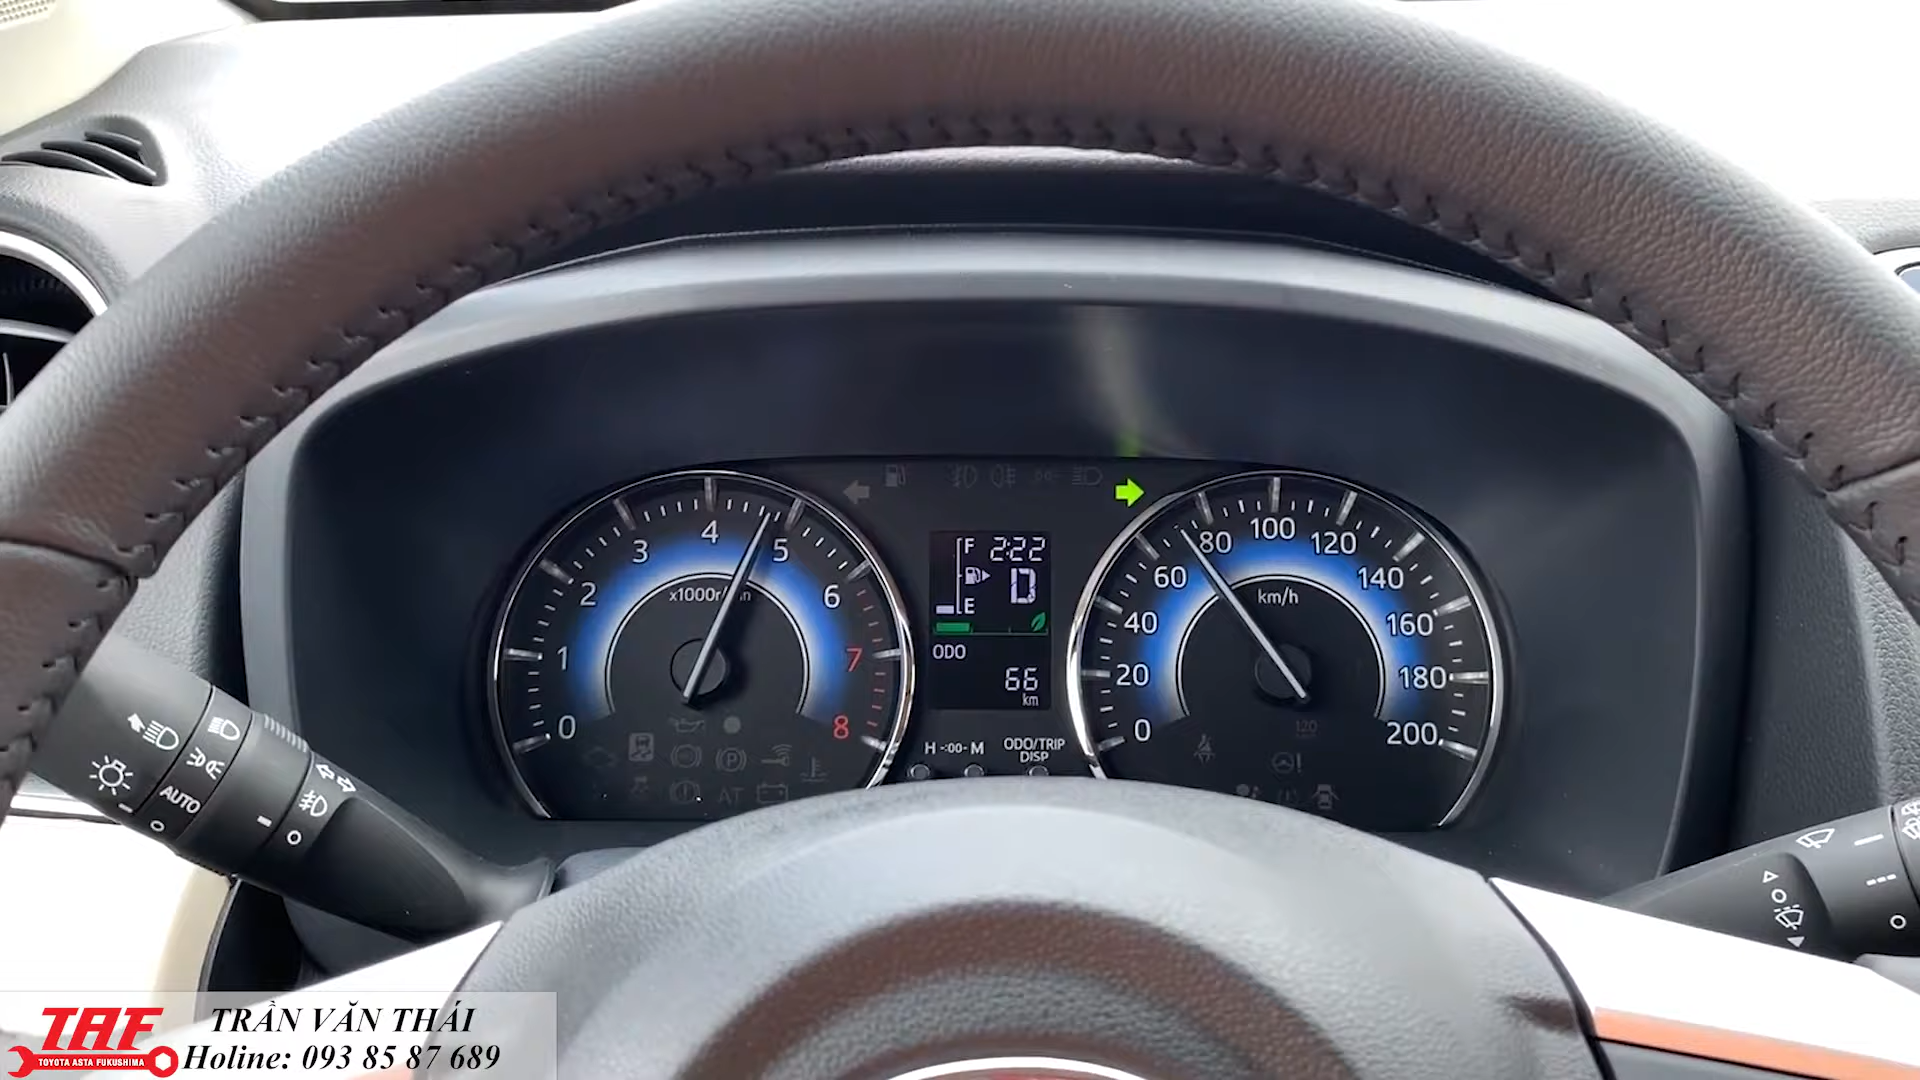 F 2:22
D
E
ODO
66
km
0 1 2 3 4 5 6 7 8
0 20 40 60 80 100 120 140 160 180 200
km/h
120
H -:00- M
ODO/TRIP
DISP
AT
AUTO
TAF
TOYOTA ASTA FUKUSHIMA
TRẦN VĂN THÁI
Holine: 093 85 87 689